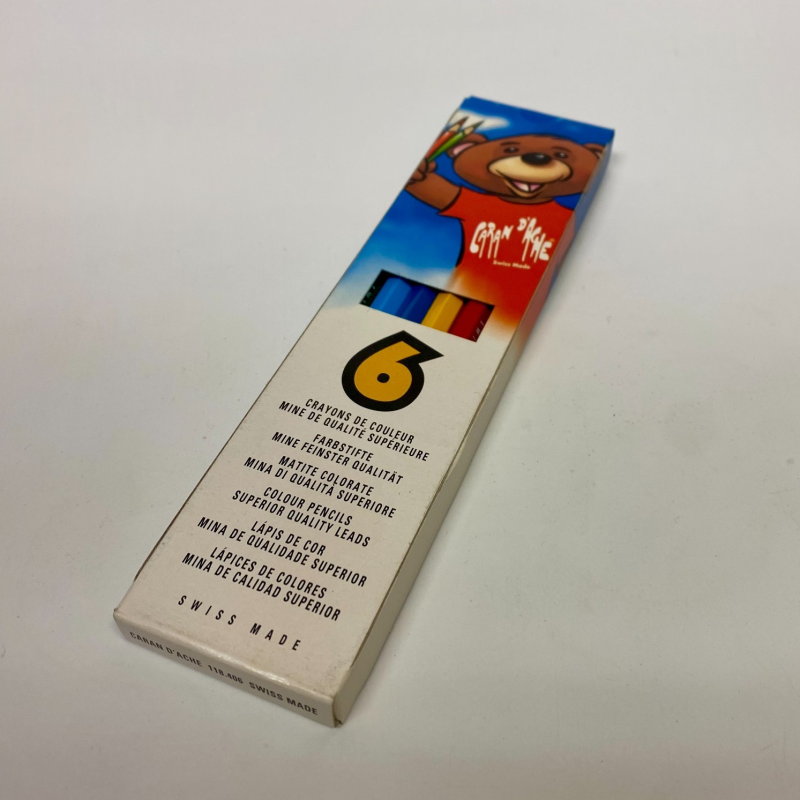 CARAN D'ACHE
Swiss Made
6
CRAYONS DE COULEUR
MINE DE QUALITÉ SUPÉRIEURE
FARBSTIFTE
MINE FEINSTER QUALITÄT
MATITE COLORATE
MINA DI QUALITÀ SUPERIORE
COLOUR PENCILS
SUPERIOR QUALITY LEADS
LÁPIS DE COR
MINA DE QUALIDADE SUPERIOR
LÁPICES DE COLORES
MINA DE CALIDAD SUPERIOR
SWISS MADE
CARAN D'ACHE 118.406 SWISS MADE